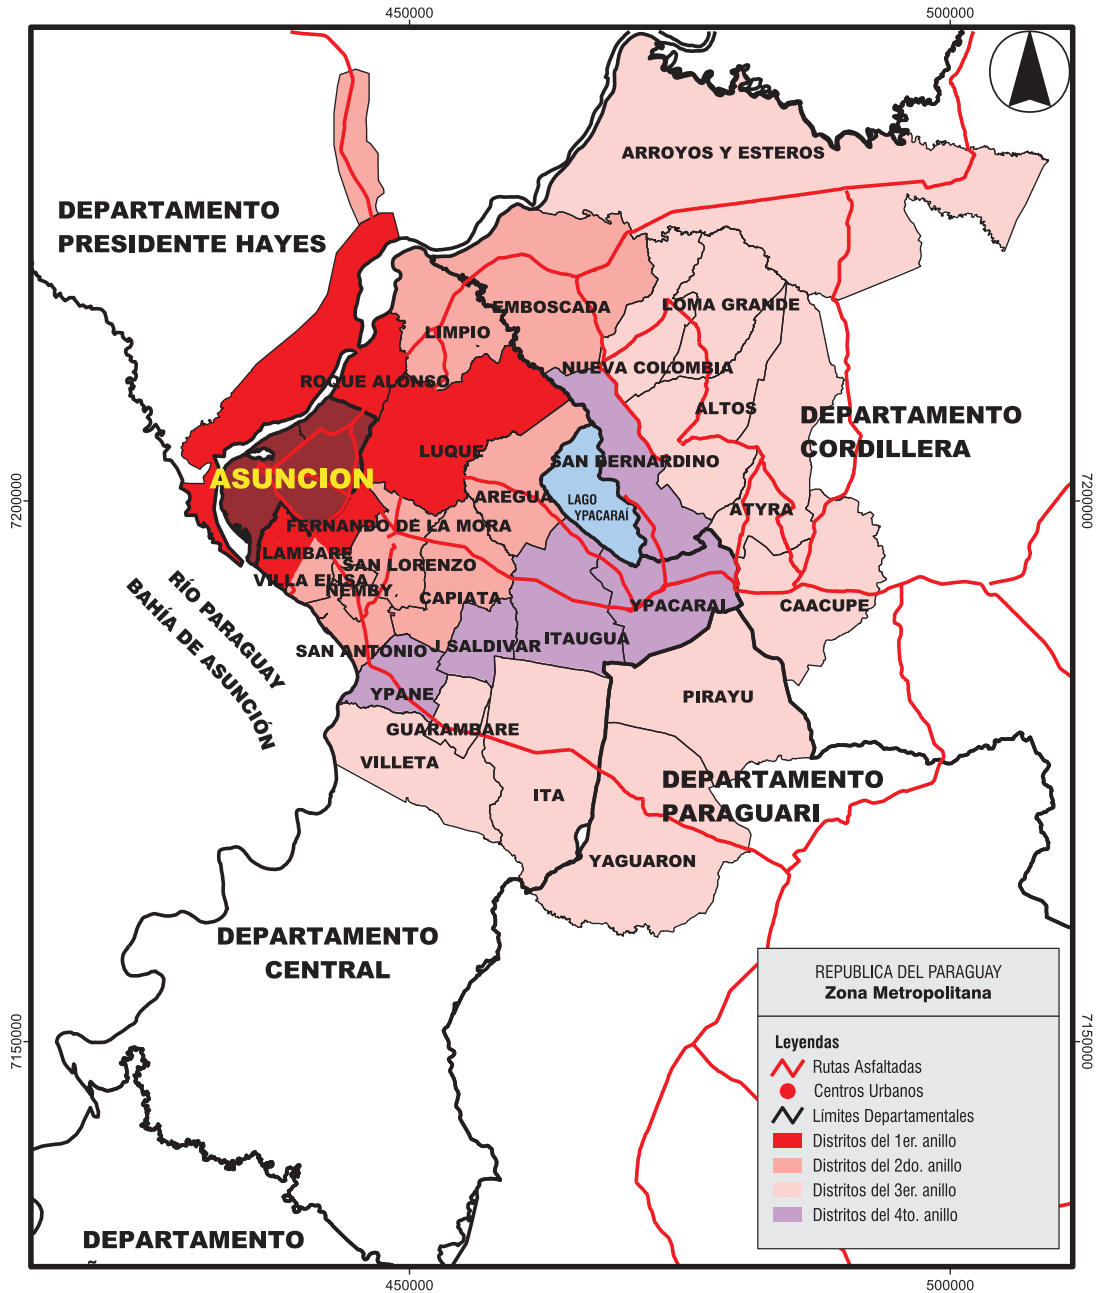 450000
500000
ARROYOS Y ESTEROS
DEPARTAMENTO
PRESIDENTE HAYES
EMBOSCADA
LOMA GRANDE
LIMPIO
NUEVA COLOMBIA
ROQUE ALONSO
ALTOS
DEPARTAMENTO
CORDILLERA
LUQUE
SAN BERNARDINO
ASUNCION
AREGUA
LAGO
YPACARAÍ
7200000
7200000
ATYRA
FERNANDO DE LA MORA
LAMBARE
SAN LORENZO
VILLA ELISA
ÑEMBY
CAPIATA
YPACARAI
CAACUPE
RÍO PARAGUAY
BAHÍA DE ASUNCIÓN
ITAUGUA
J SALDIVAR
SAN ANTONIO
YPANE
PIRAYU
GUARAMBARE
VILLETA
ITA
DEPARTAMENTO
PARAGUARI
YAGUARON
DEPARTAMENTO
CENTRAL
REPUBLICA DEL PARAGUAY
Zona Metropolitana
7150000
7150000
Leyendas
Rutas Asfaltadas
Centros Urbanos
Límites Departamentales
Distritos del 1er. anillo
Distritos del 2do. anillo
Distritos del 3er. anillo
Distritos del 4to. anillo
DEPARTAMENTO
450000
500000